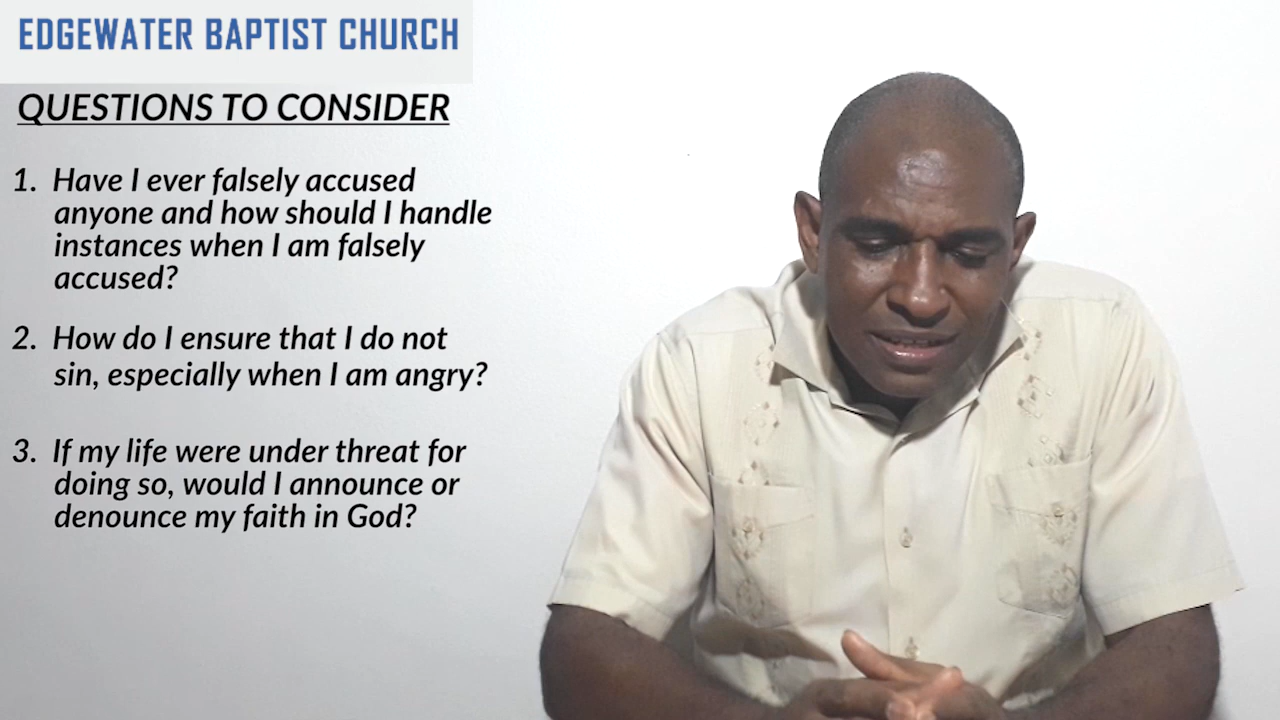 EDGEWATER BAPTIST CHURCH
QUESTIONS TO CONSIDER
1. Have I ever falsely accused
anyone and how should I handle
instances when I am falsely
accused?
2. How do I ensure that I do not
sin, especially when I am angry?
3. If my life were under threat for
doing so, would I announce or
denounce my faith in God?